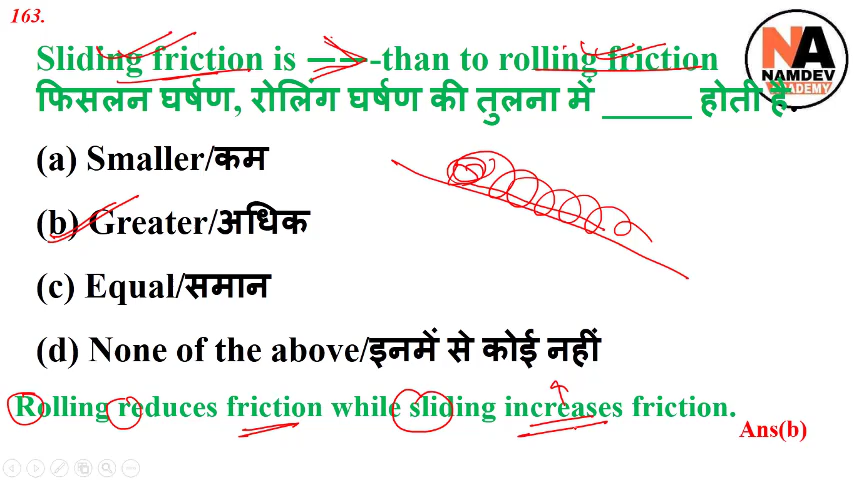 163.
Sliding friction is ----than to rolling friction
फिसलन घर्षण, रोलिंग घर्षण की तुलना में _____ होती है.
NA
NAMDEV
ACADEMY
(a) Smaller/कम
(b) Greater/अधिक
(c) Equal/समान
(d) None of the above/इनमें से कोई नहीं
Rolling reduces friction while sliding increases friction.
Ans(b)